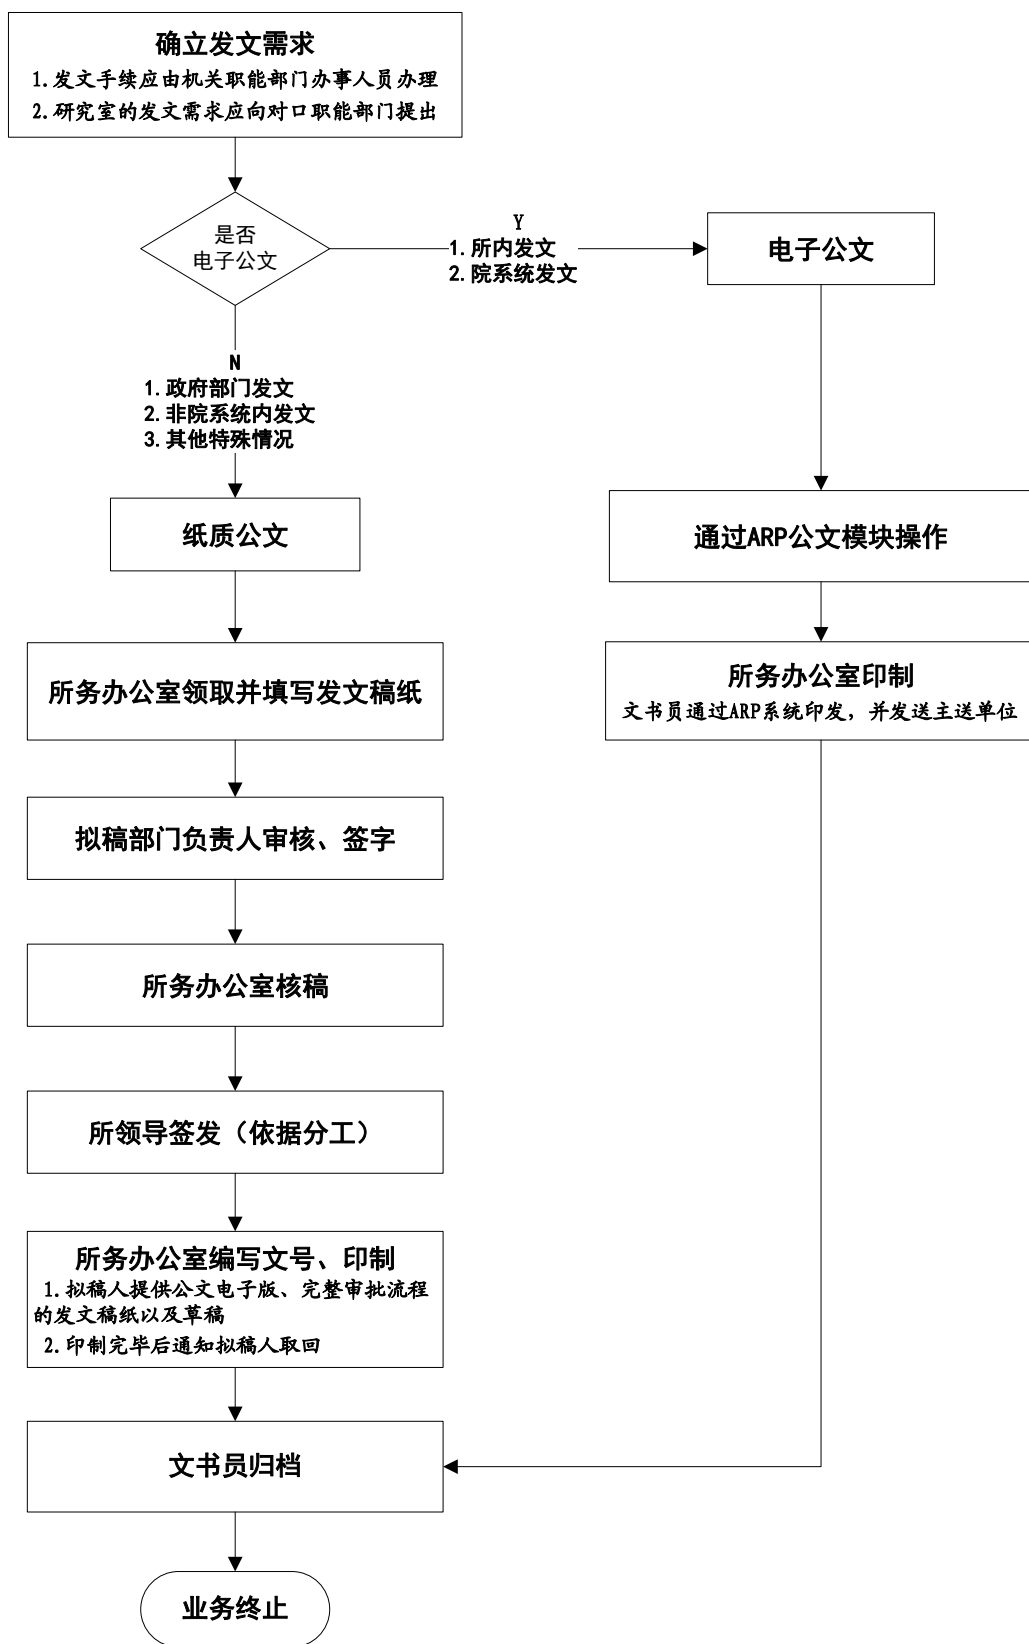 确立发文需求
1.发文手续应由机关职能部门办事人员办理
2.研究室的发文需求应向对口职能部门提出
是否
电子公文
Y
1.所内发文
2.院系统发文
电子公文
N
1.政府部门发文
2.非院系统内发文
3.其他特殊情况
纸质公文
通过ARP公文模块操作
所务办公室领取并填写发文稿纸
所务办公室印制
文书员通过ARP系统印发，并发送主送单位
拟稿部门负责人审核、签字
所务办公室核稿
所领导签发（依据分工）
所务办公室编写文号、印制
1.拟稿人提供公文电子版、完整审批流程
的发文稿纸以及草稿
2.印制完毕后通知拟稿人取回
文书员归档
业务终止